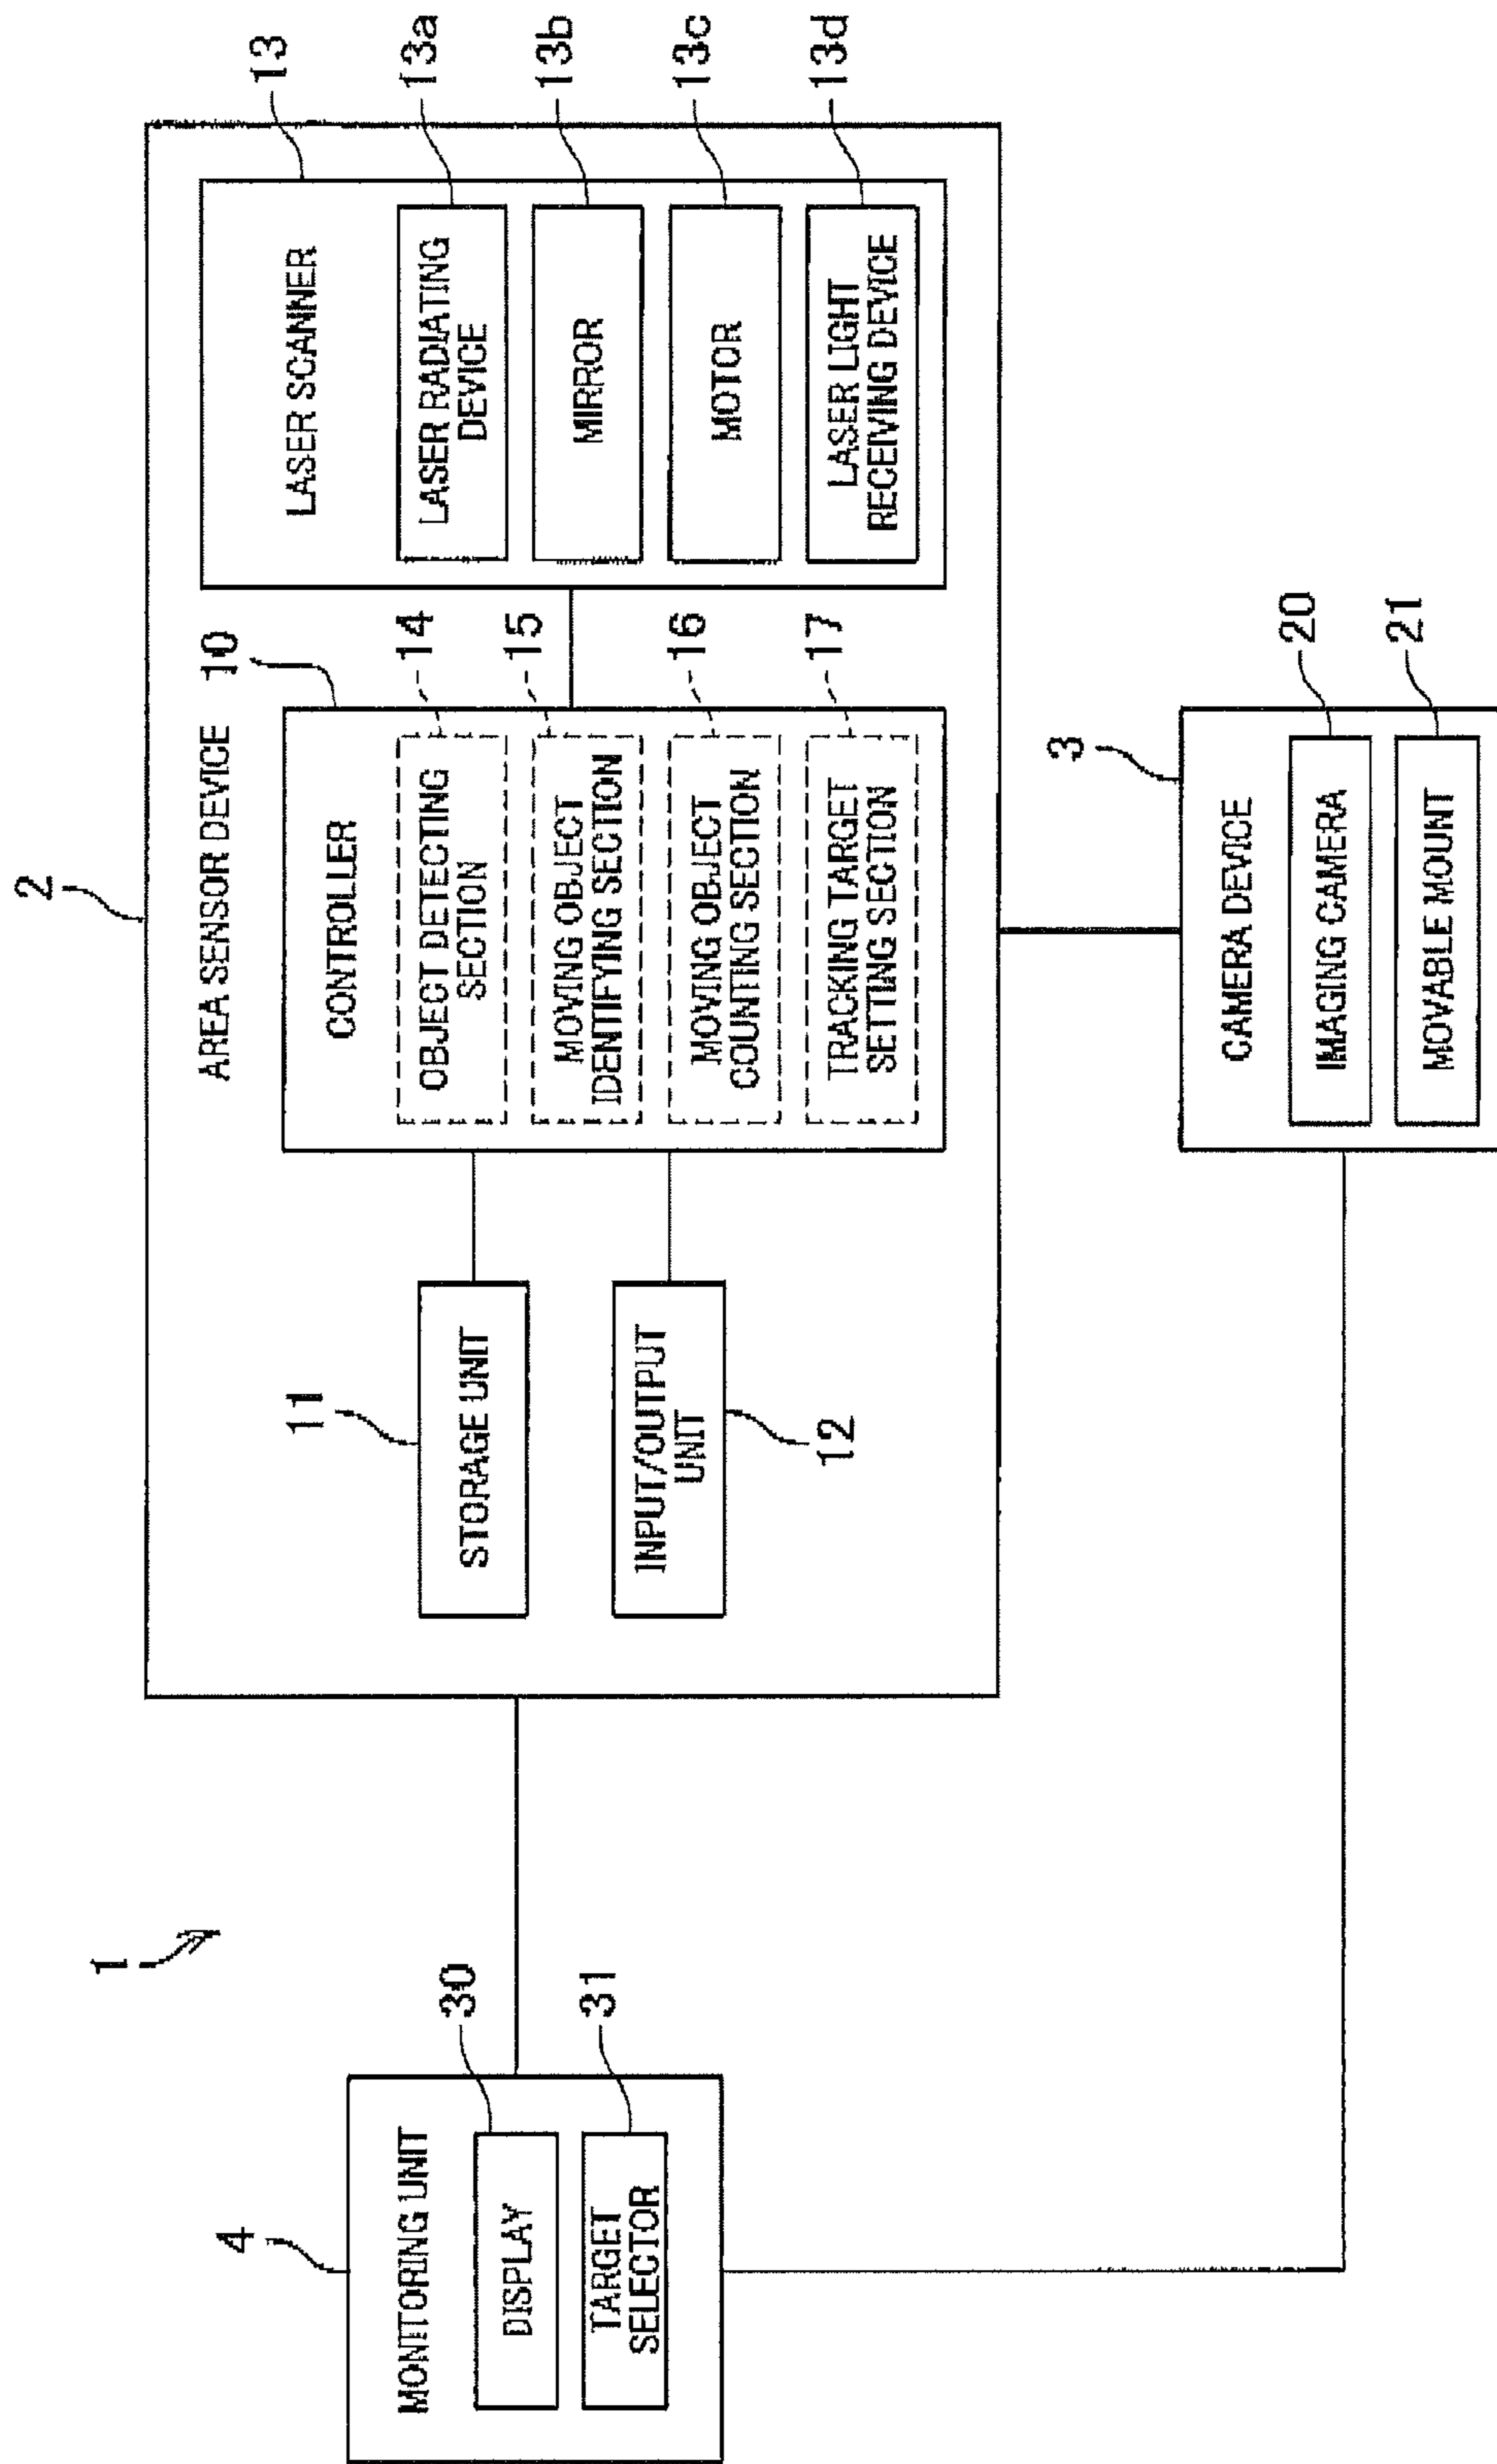 1
2
AREA SENSOR DEVICE
4
MONITORING UNIT
30
DISPLAY
31
TARGET
SELECTOR
11
STORAGE UNIT
INPUT/OUTPUT
UNIT
12
10
CONTROLLER
14
OBJECT DETECTING
SECTION
15
MOVING OBJECT
IDENTIFYING SECTION
16
MOVING OBJECT
COUNTING SECTION
17
TRACKING TARGET
SETTING SECTION
13
LASER SCANNER
13a
LASER RADIATING
DEVICE
13b
MIRROR
13c
MOTOR
13d
LASER LIGHT
RECEIVING DEVICE
3
CAMERA DEVICE
20
IMAGING CAMERA
21
MOVABLE MOUNT